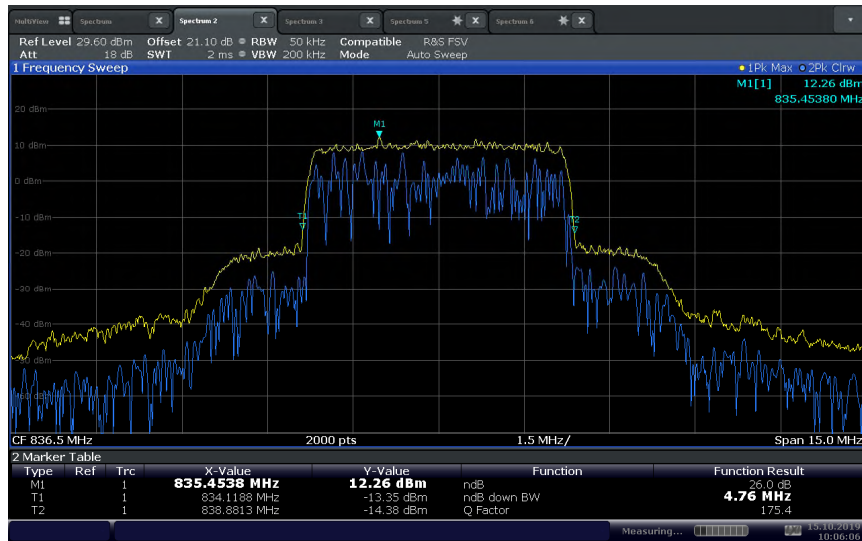 MultiView Spectrum X Spectrum 2 X Spectrum 3 X Spectrum 5 X Spectrum 6 X
Ref Level 29.60 dBm Offset 21.10 dB RBW 50 kHz Compatible R&S FSV
Att 18 dB SWT 2 ms VBW 200 kHz Mode Auto Sweep
1 Frequency Sweep 1Pk Max 2Pk Clrw
M1[1] 12.26 dBm
835.45380 MHz
20 dBm
M1
10 dBm
0 dBm
-10 dBm
T1 T2
-20 dBm
-30 dBm
-40 dBm
-50 dBm
-60 dBm
CF 836.5 MHz 2000 pts 1.5 MHz/ Span 15.0 MHz
2 Marker Table
Type Ref Trc X-Value Y-Value Function Function Result
M1 1 835.4538 MHz 12.26 dBm ndB 26.0 dB
T1 1 834.1188 MHz -13.35 dBm ndB down BW 4.76 MHz
T2 1 838.8813 MHz -14.38 dBm Q Factor 175.4
Measuring... 15.10.2019
10:06:06